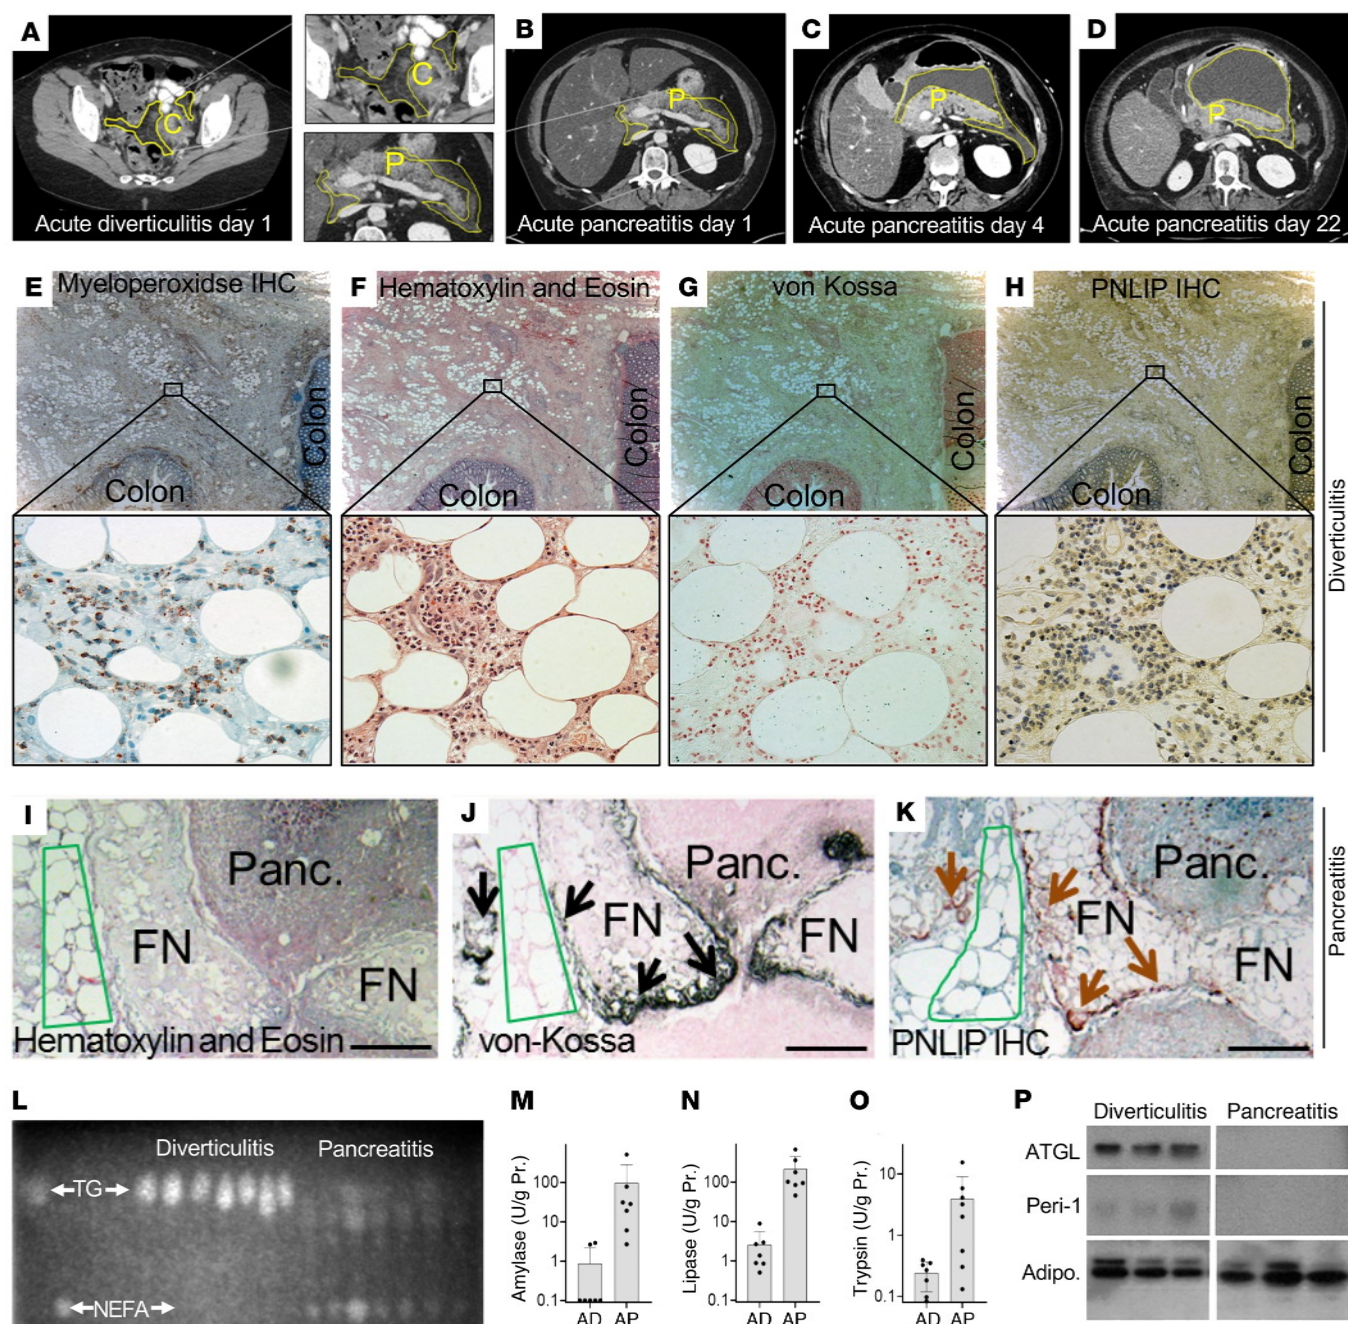 A
B
C
D
C
C
P
P
P
P
Acute diverticulitis day 1
Acute pancreatitis day 1
Acute pancreatitis day 4
Acute pancreatitis day 22
E Myeloperoxidse IHC
F Hematoxylin and Eosin
G von Kossa
H PNLIP IHC
Colon
Colon
Colon
Colon
Colon
Colon
Colon
Colon
Diverticulitis
I
J
K
Panc.
Panc.
Panc.
FN
FN
FN
FN
FN
FN
Hematoxylin and Eosin
von-Kossa
PNLIP IHC
Pancreatitis
L
Diverticulitis Pancreatitis
TG
NEFA
M
Amylase (U/g Pr.)
100
1
0.1
AD AP
N
Lipase (U/g Pr.)
100
1
0.1
AD AP
O
Trypsin (U/g Pr.)
10
1
0.1
AD AP
P
Diverticulitis Pancreatitis
ATGL
Peri-1
Adipo.